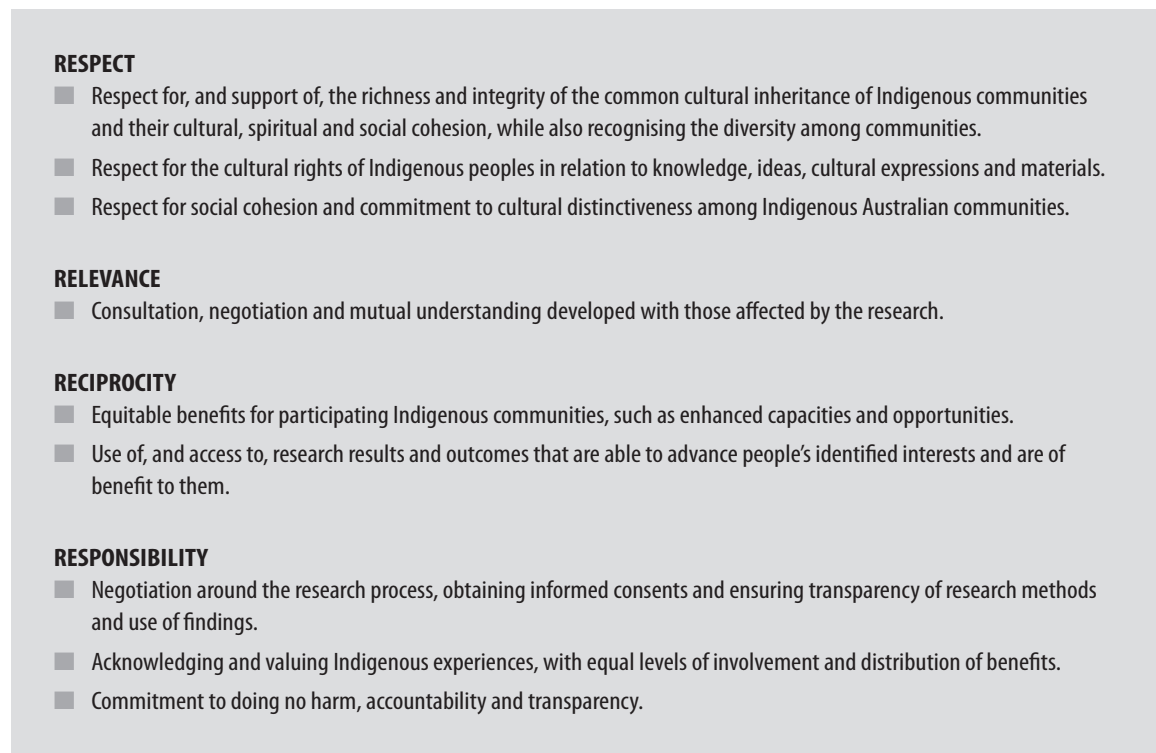 RESPECT
Respect for, and support of, the richness and integrity of the common cultural inheritance of Indigenous communities
and their cultural, spiritual and social cohesion, while also recognising the diversity among communities.
Respect for the cultural rights of Indigenous peoples in relation to knowledge, ideas, cultural expressions and materials.
Respect for social cohesion and commitment to cultural distinctiveness among Indigenous Australian communities.
RELEVANCE
Consultation, negotiation and mutual understanding developed with those affected by the research.
RECIPROCITY
Equitable benefits for participating Indigenous communities, such as enhanced capacities and opportunities.
Use of, and access to, research results and outcomes that are able to advance people’s identified interests and are of
benefit to them.
RESPONSIBILITY
Negotiation around the research process, obtaining informed consents and ensuring transparency of research methods
and use of findings.
Acknowledging and valuing Indigenous experiences, with equal levels of involvement and distribution of benefits.
Commitment to doing no harm, accountability and transparency.